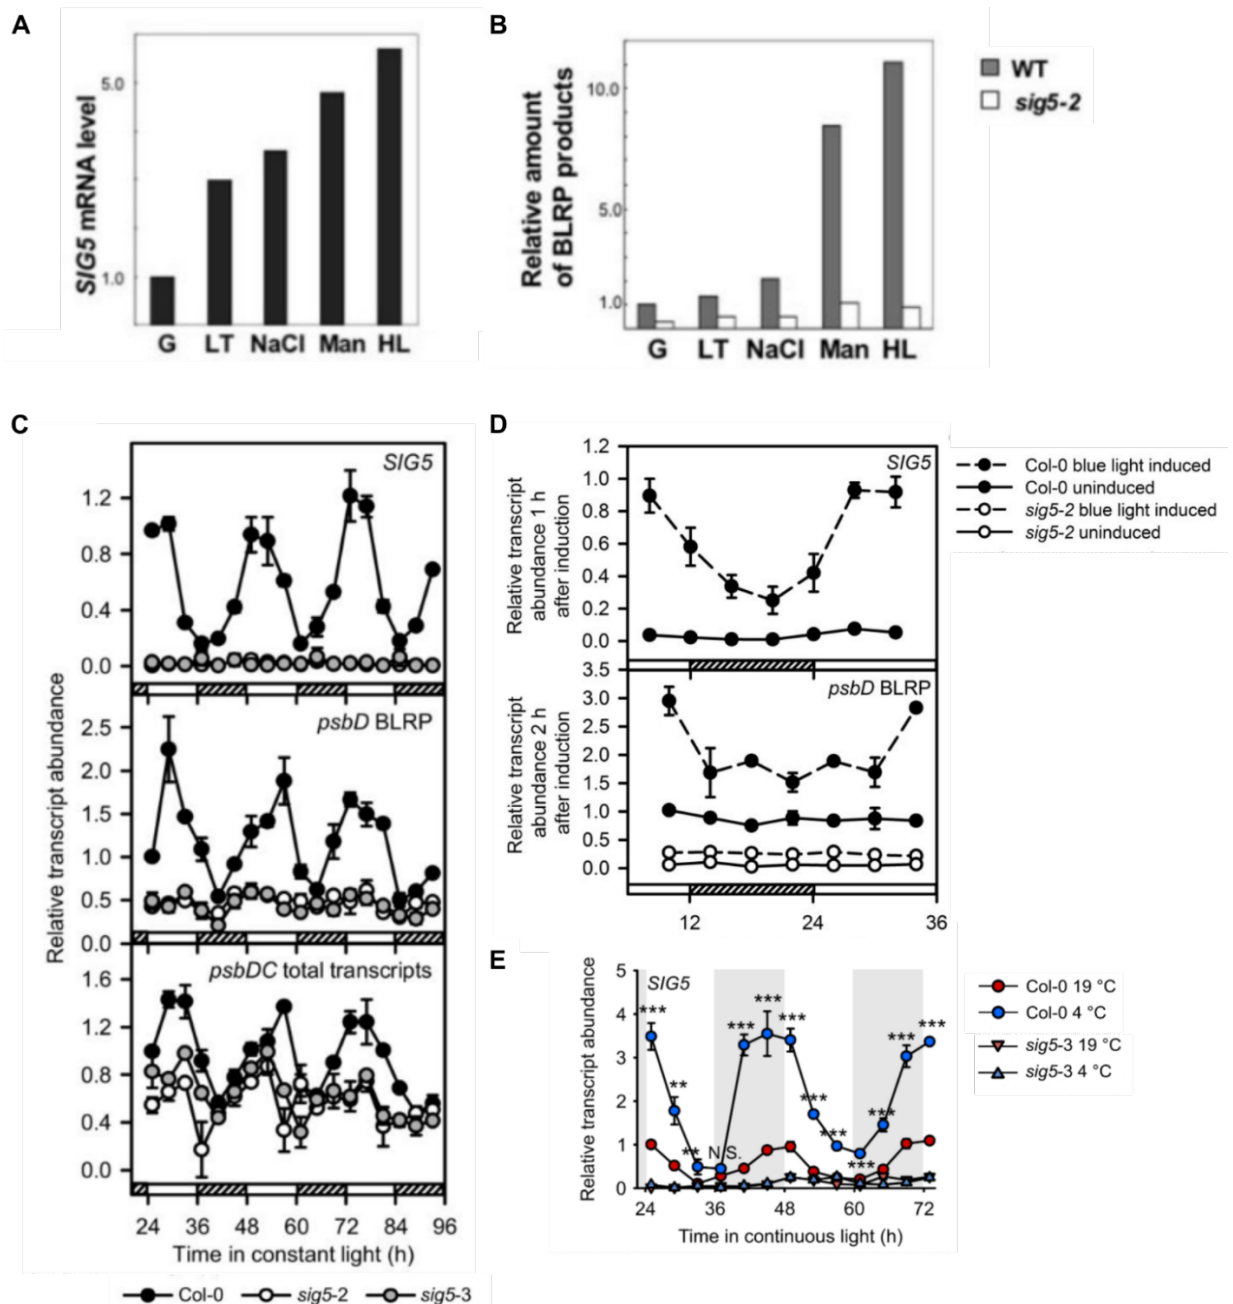 A
SIG5 mRNA level
5.0
1.0
G LT NaCl Man HL
B
Relative amount
of BLRP products
10.0
5.0
1.0
G LT NaCl Man HL
WT
sig5-2
C
Relative transcript abundance
SIG5
1.2
0.8
0.4
0.0
psbD BLRP
2.5
2.0
1.5
1.0
0.5
0.0
psbDC total transcripts
1.6
1.2
0.8
0.4
0.0
24 36 48 60 72 84 96
Time in constant light (h)
Col-0 sig5-2 sig5-3
D
Relative transcript
abundance 1 h
after induction
SIG5
1.2
1.0
0.8
0.6
0.4
0.2
0.0
Relative transcript
abundance 2 h
after induction
psbD BLRP
3.5
3.0
2.5
2.0
1.5
1.0
0.5
0.0
12 24 36
Col-0 blue light induced
Col-0 uninduced
sig5-2 blue light induced
sig5-2 uninduced
E
Relative transcript abundance
SIG5
5
4
3
2
1
0
*** ** ** N.S. *** *** *** *** *** *** *** *** ***
24 36 48 60 72
Time in continuous light (h)
Col-0 19 °C
Col-0 4 °C
sig5-3 19 °C
sig5-3 4 °C